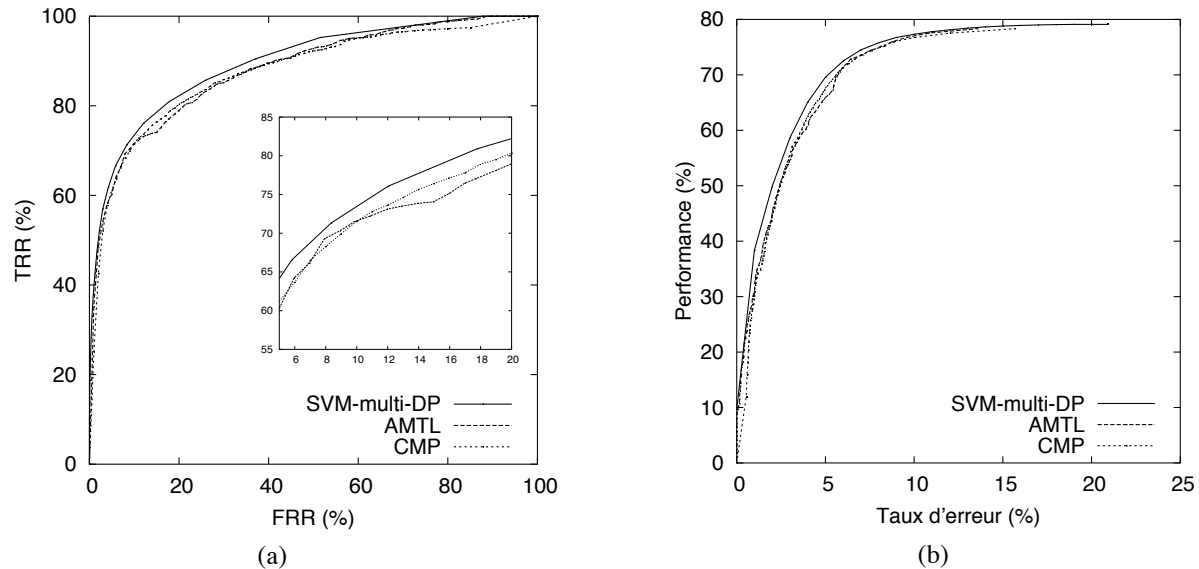 100
80
60
40
20
0
TRR (%)
85
80
75
70
65
60
55
6 8 10 12 14 16 18 20
SVM-multi-DP
AMTL
CMP
0 20 40 60 80 100
FRR (%)
(a)
80
70
60
50
40
30
20
10
0
Performance (%)
SVM-multi-DP
AMTL
CMP
0 5 10 15 20 25
Taux d'erreur (%)
(b)